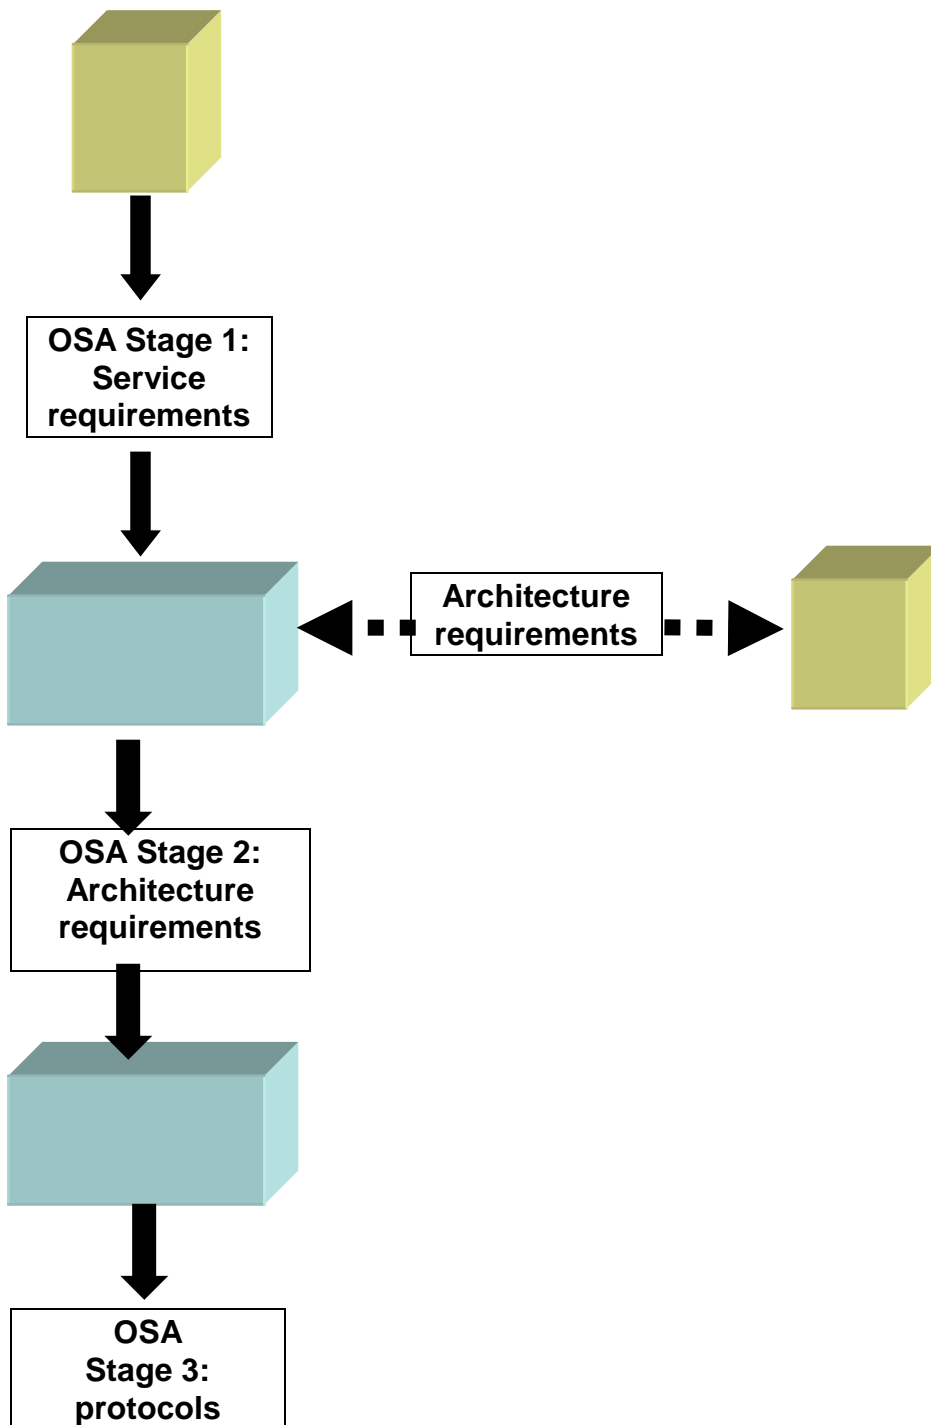 OSA Stage 1:
Service
requirements
Architecture
requirements
OSA Stage 2:
Architecture
requirements
OSA
Stage 3:
protocols